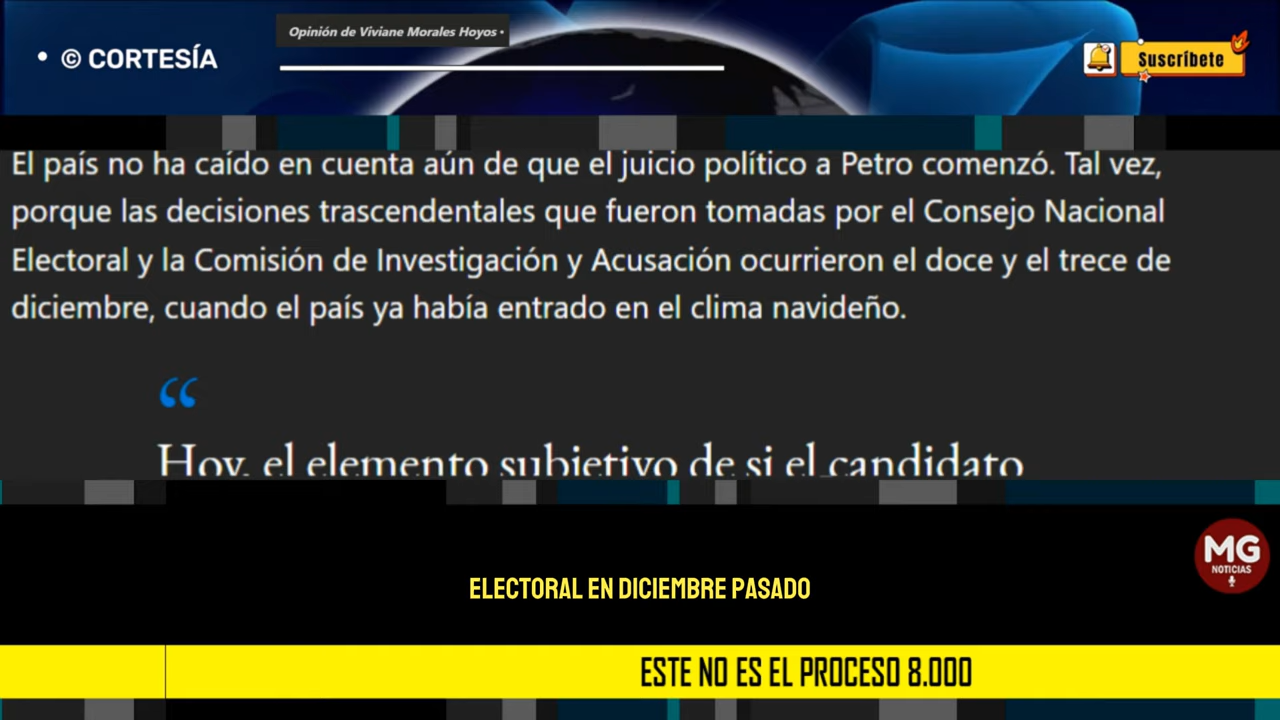 Opinión de Viviane Morales Hoyos •
• © CORTESÍA
Suscríbete
El país no ha caído en cuenta aún de que el juicio político a Petro comenzó. Tal vez,
porque las decisiones trascendentales que fueron tomadas por el Consejo Nacional
Electoral y la Comisión de Investigación y Acusación ocurrieron el doce y el trece de
diciembre, cuando el país ya había entrado en el clima navideño.
“
Hoy, el elemento subjetivo de si el candidato
MG
NOTICIAS
ELECTORAL EN DICIEMBRE PASADO
ESTE NO ES EL PROCESO 8.000